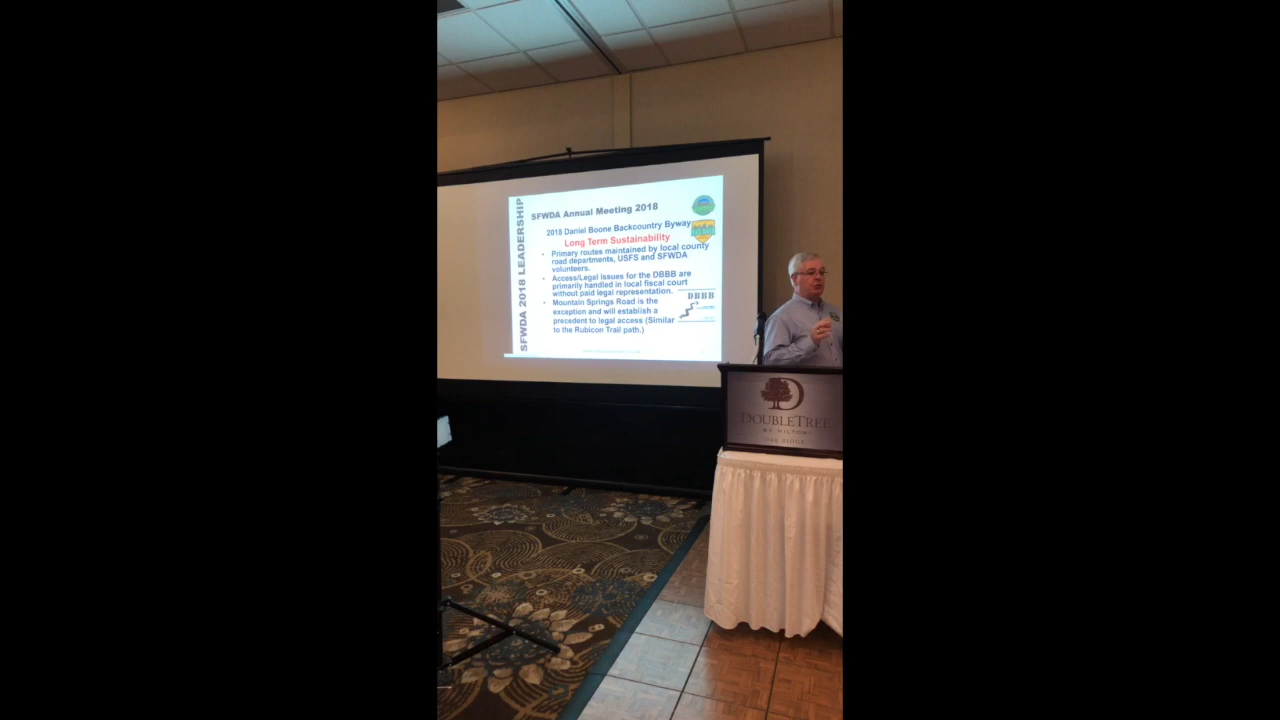 SFWDA 2018 LEADERSHIP
SFWDA Annual Meeting 2018
2018 Daniel Boone Backcountry Byway
Long Term Sustainability
• Primary routes maintained by local county
road departments, USFS and SFWDA
volunteers.
• Access/Legal issues for the DBBB are
primarily handled in local fiscal court
without paid legal representation.
• Mountain Springs Road is the
exception and will establish a
precedent to legal access (Similar
to the Rubicon Trail path.)
DBBB
D
DOUBLETREE
BY HILTON
OAK RIDGE